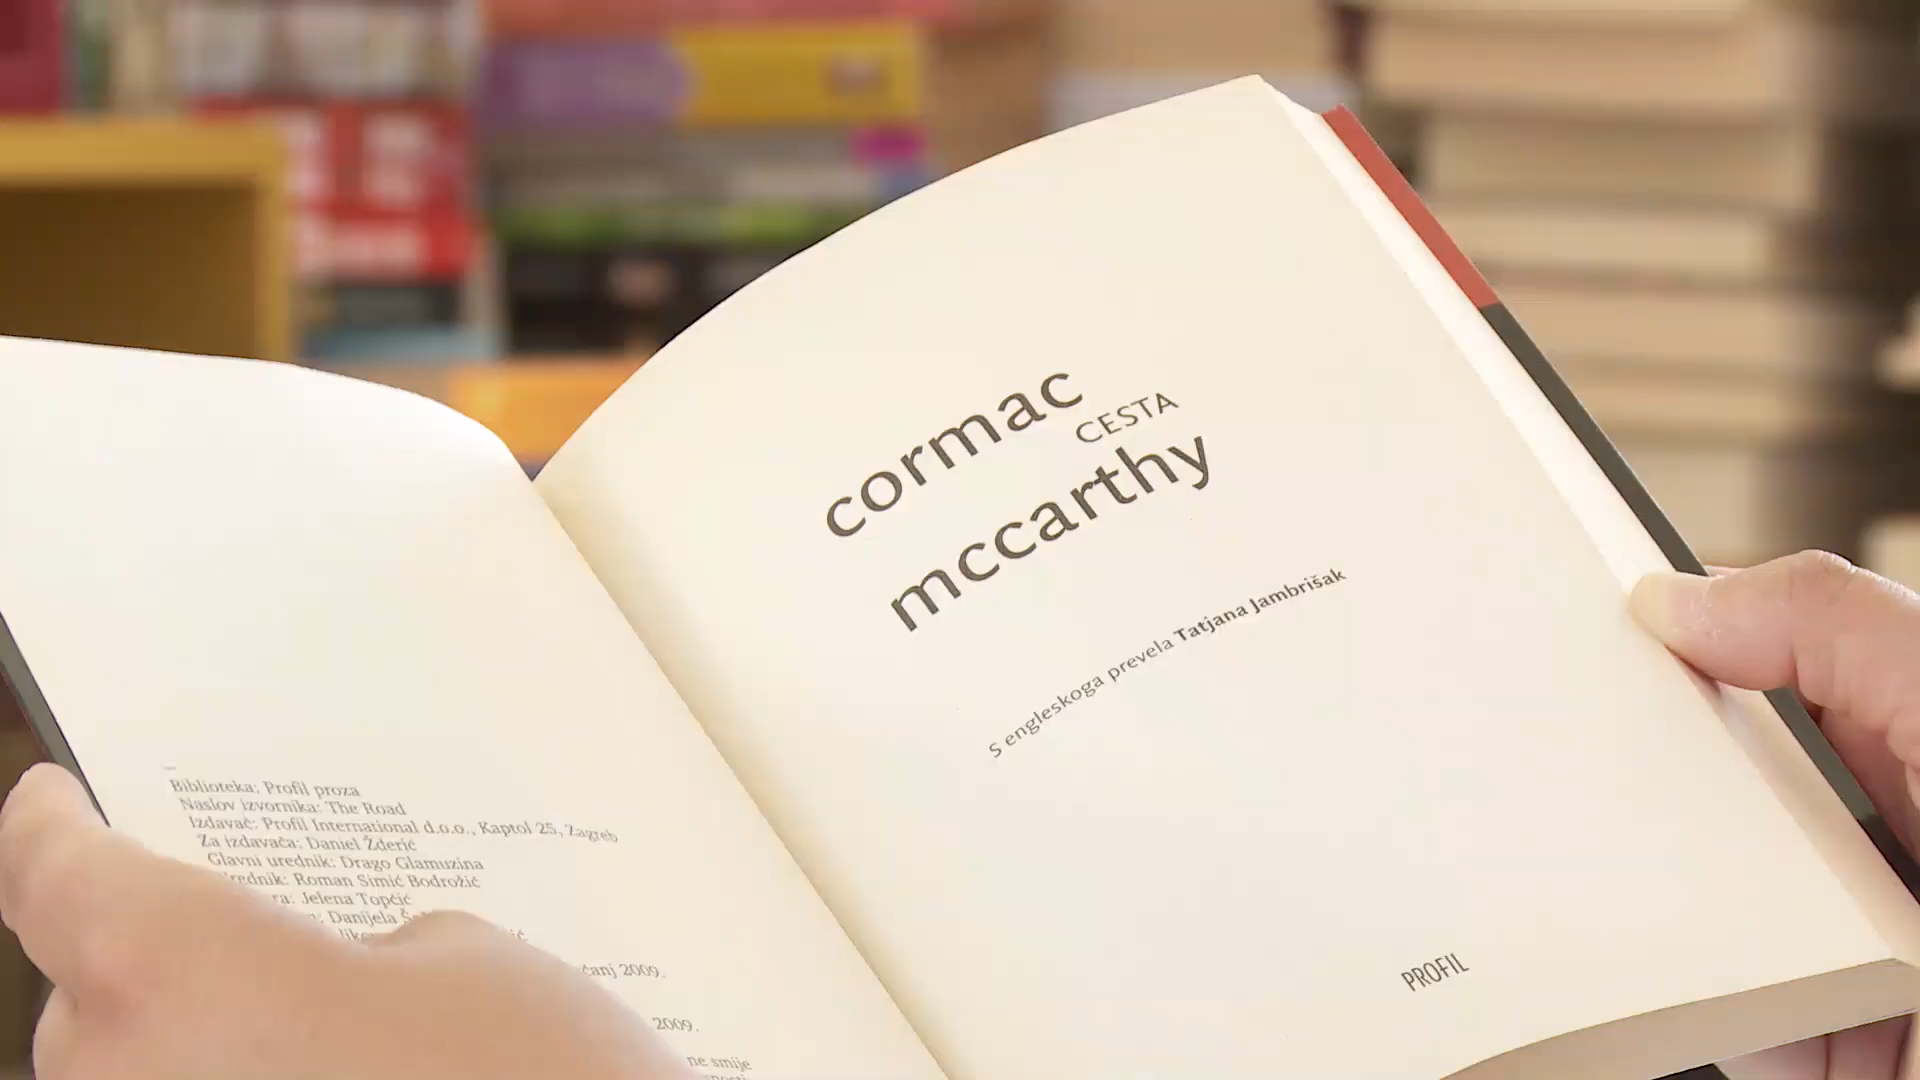 Biblioteka: Profil proza
Naslov izvornika: The Road
Izdavač: Profil International d.o.o., Kaptol 25, Zagreb
Za izdavača: Daniel Žderić
Glavni urednik: Drago Glamuzina
Urednik: Roman Simić Bodrožić
Jelena Topčić
Danijela
2009.
2009.
ne smije
cormac
CESTA
mccarthy
S engleskoga prevela Tatjana Jambrišak
PROFIL